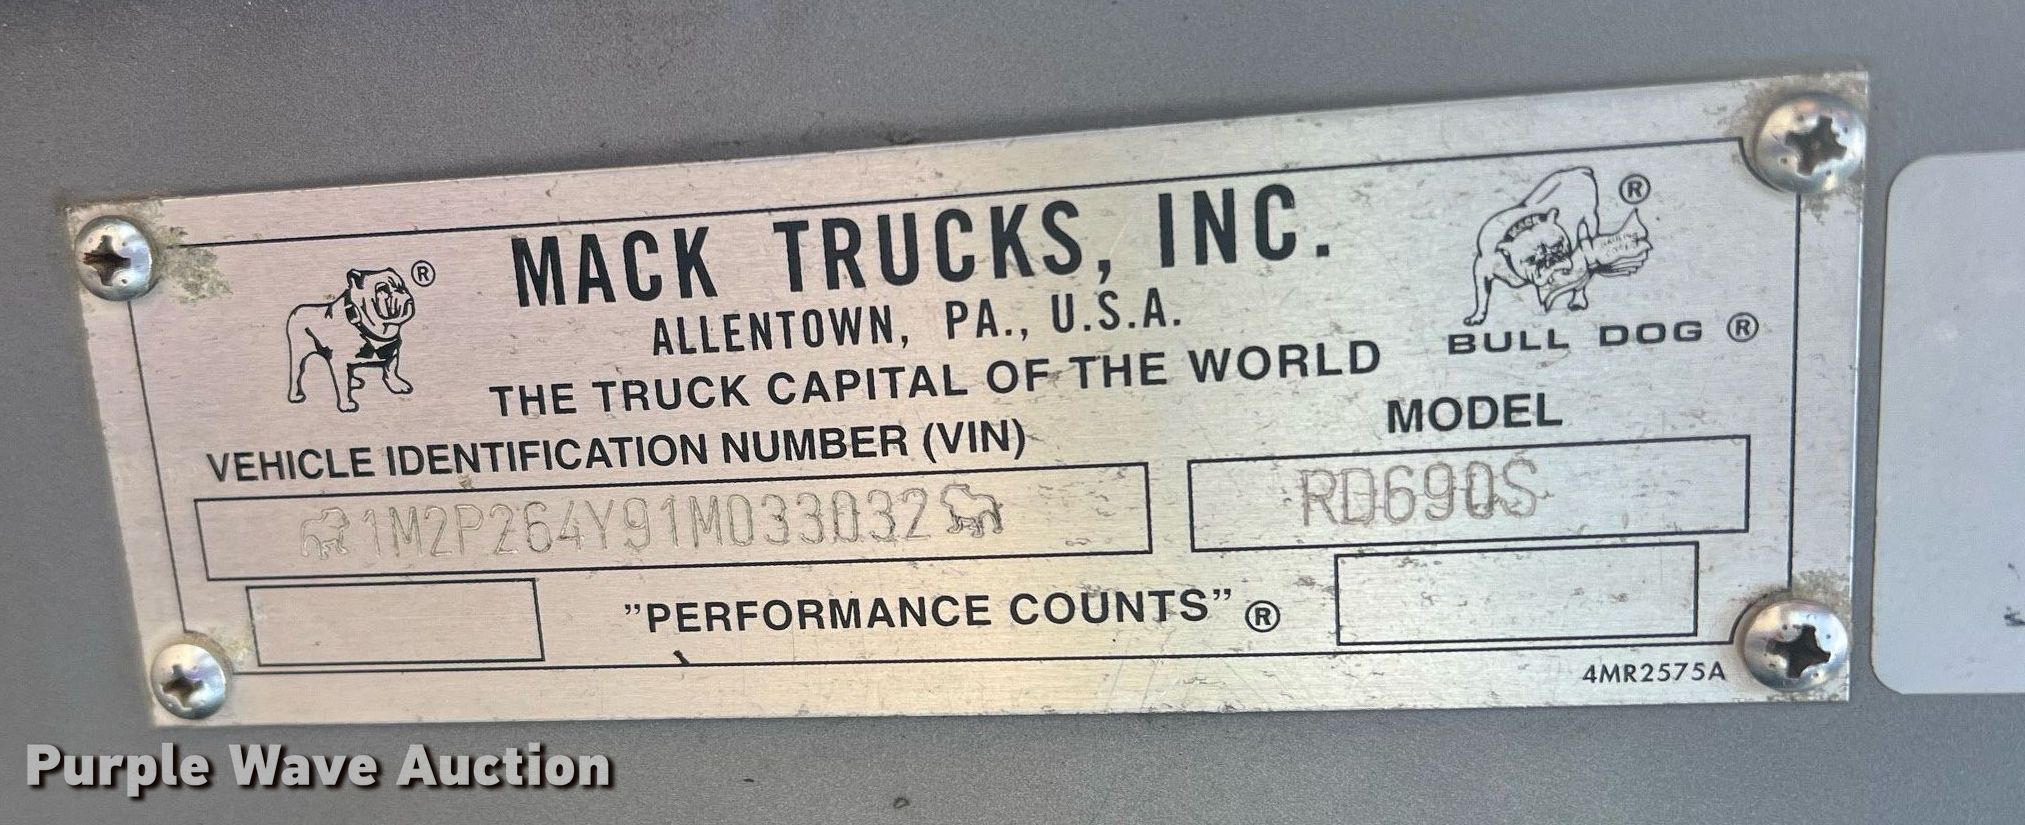 MACK TRUCKS, INC.
ALLENTOWN, PA., U.S.A.
THE TRUCK CAPITAL OF THE WORLD
®
®
MACK
BULL DOG ®
VEHICLE IDENTIFICATION NUMBER (VIN)
1M2P264Y91M033032
MODEL
RD690S
"PERFORMANCE COUNTS" ®
4MR2575A
Purple Wave Auction